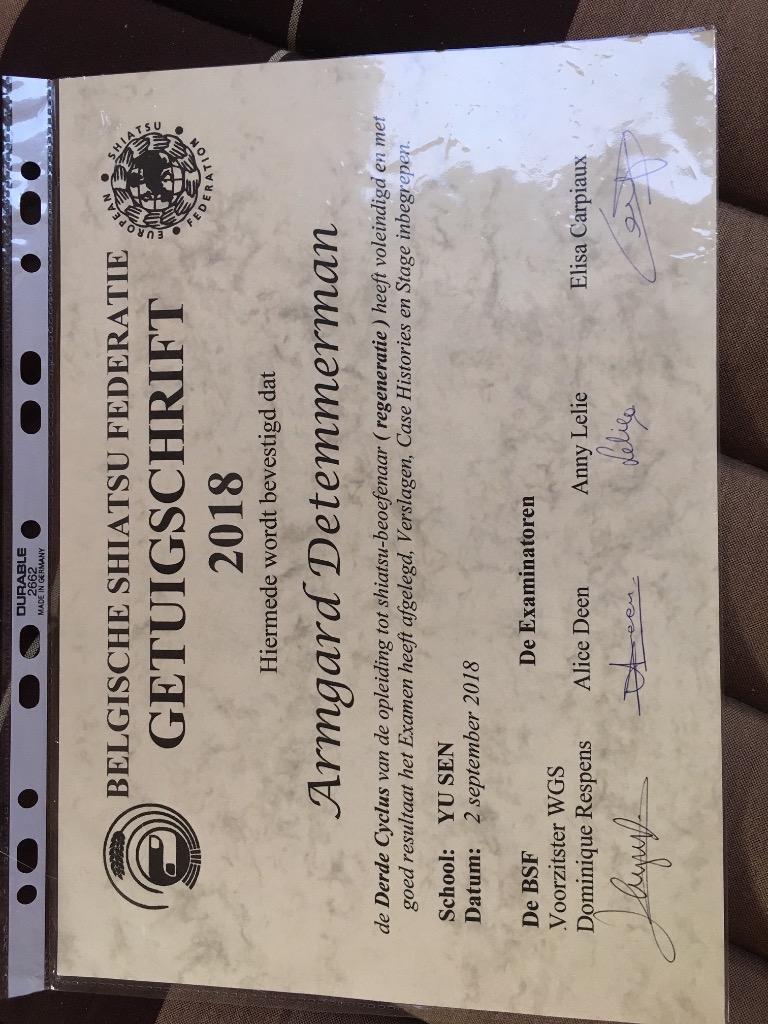 DURABLE
2662
MADE IN GERMANY
BELGISCHE SHIATSU FEDERATIE
EUROPEAN SHIATSU FEDERATION
GETUIGSCHRIFT
2018
Hiermede wordt bevestigd dat
Armgard Detemmerman
de Derde Cyclus van de opleiding tot shiatsu-beoefenaar ( regeneratie ) heeft voleindigd en met
goed resultaat het Examen heeft afgelegd, Verslagen, Case Histories en Stage inbegrepen.
School: YU SEN
Datum: 2 september 2018
De BSF De Examinatoren
Voorzitster WGS
Dominique Respens Alice Deen Anny Lelie Elisa Carpiaux
ADeen Lelie